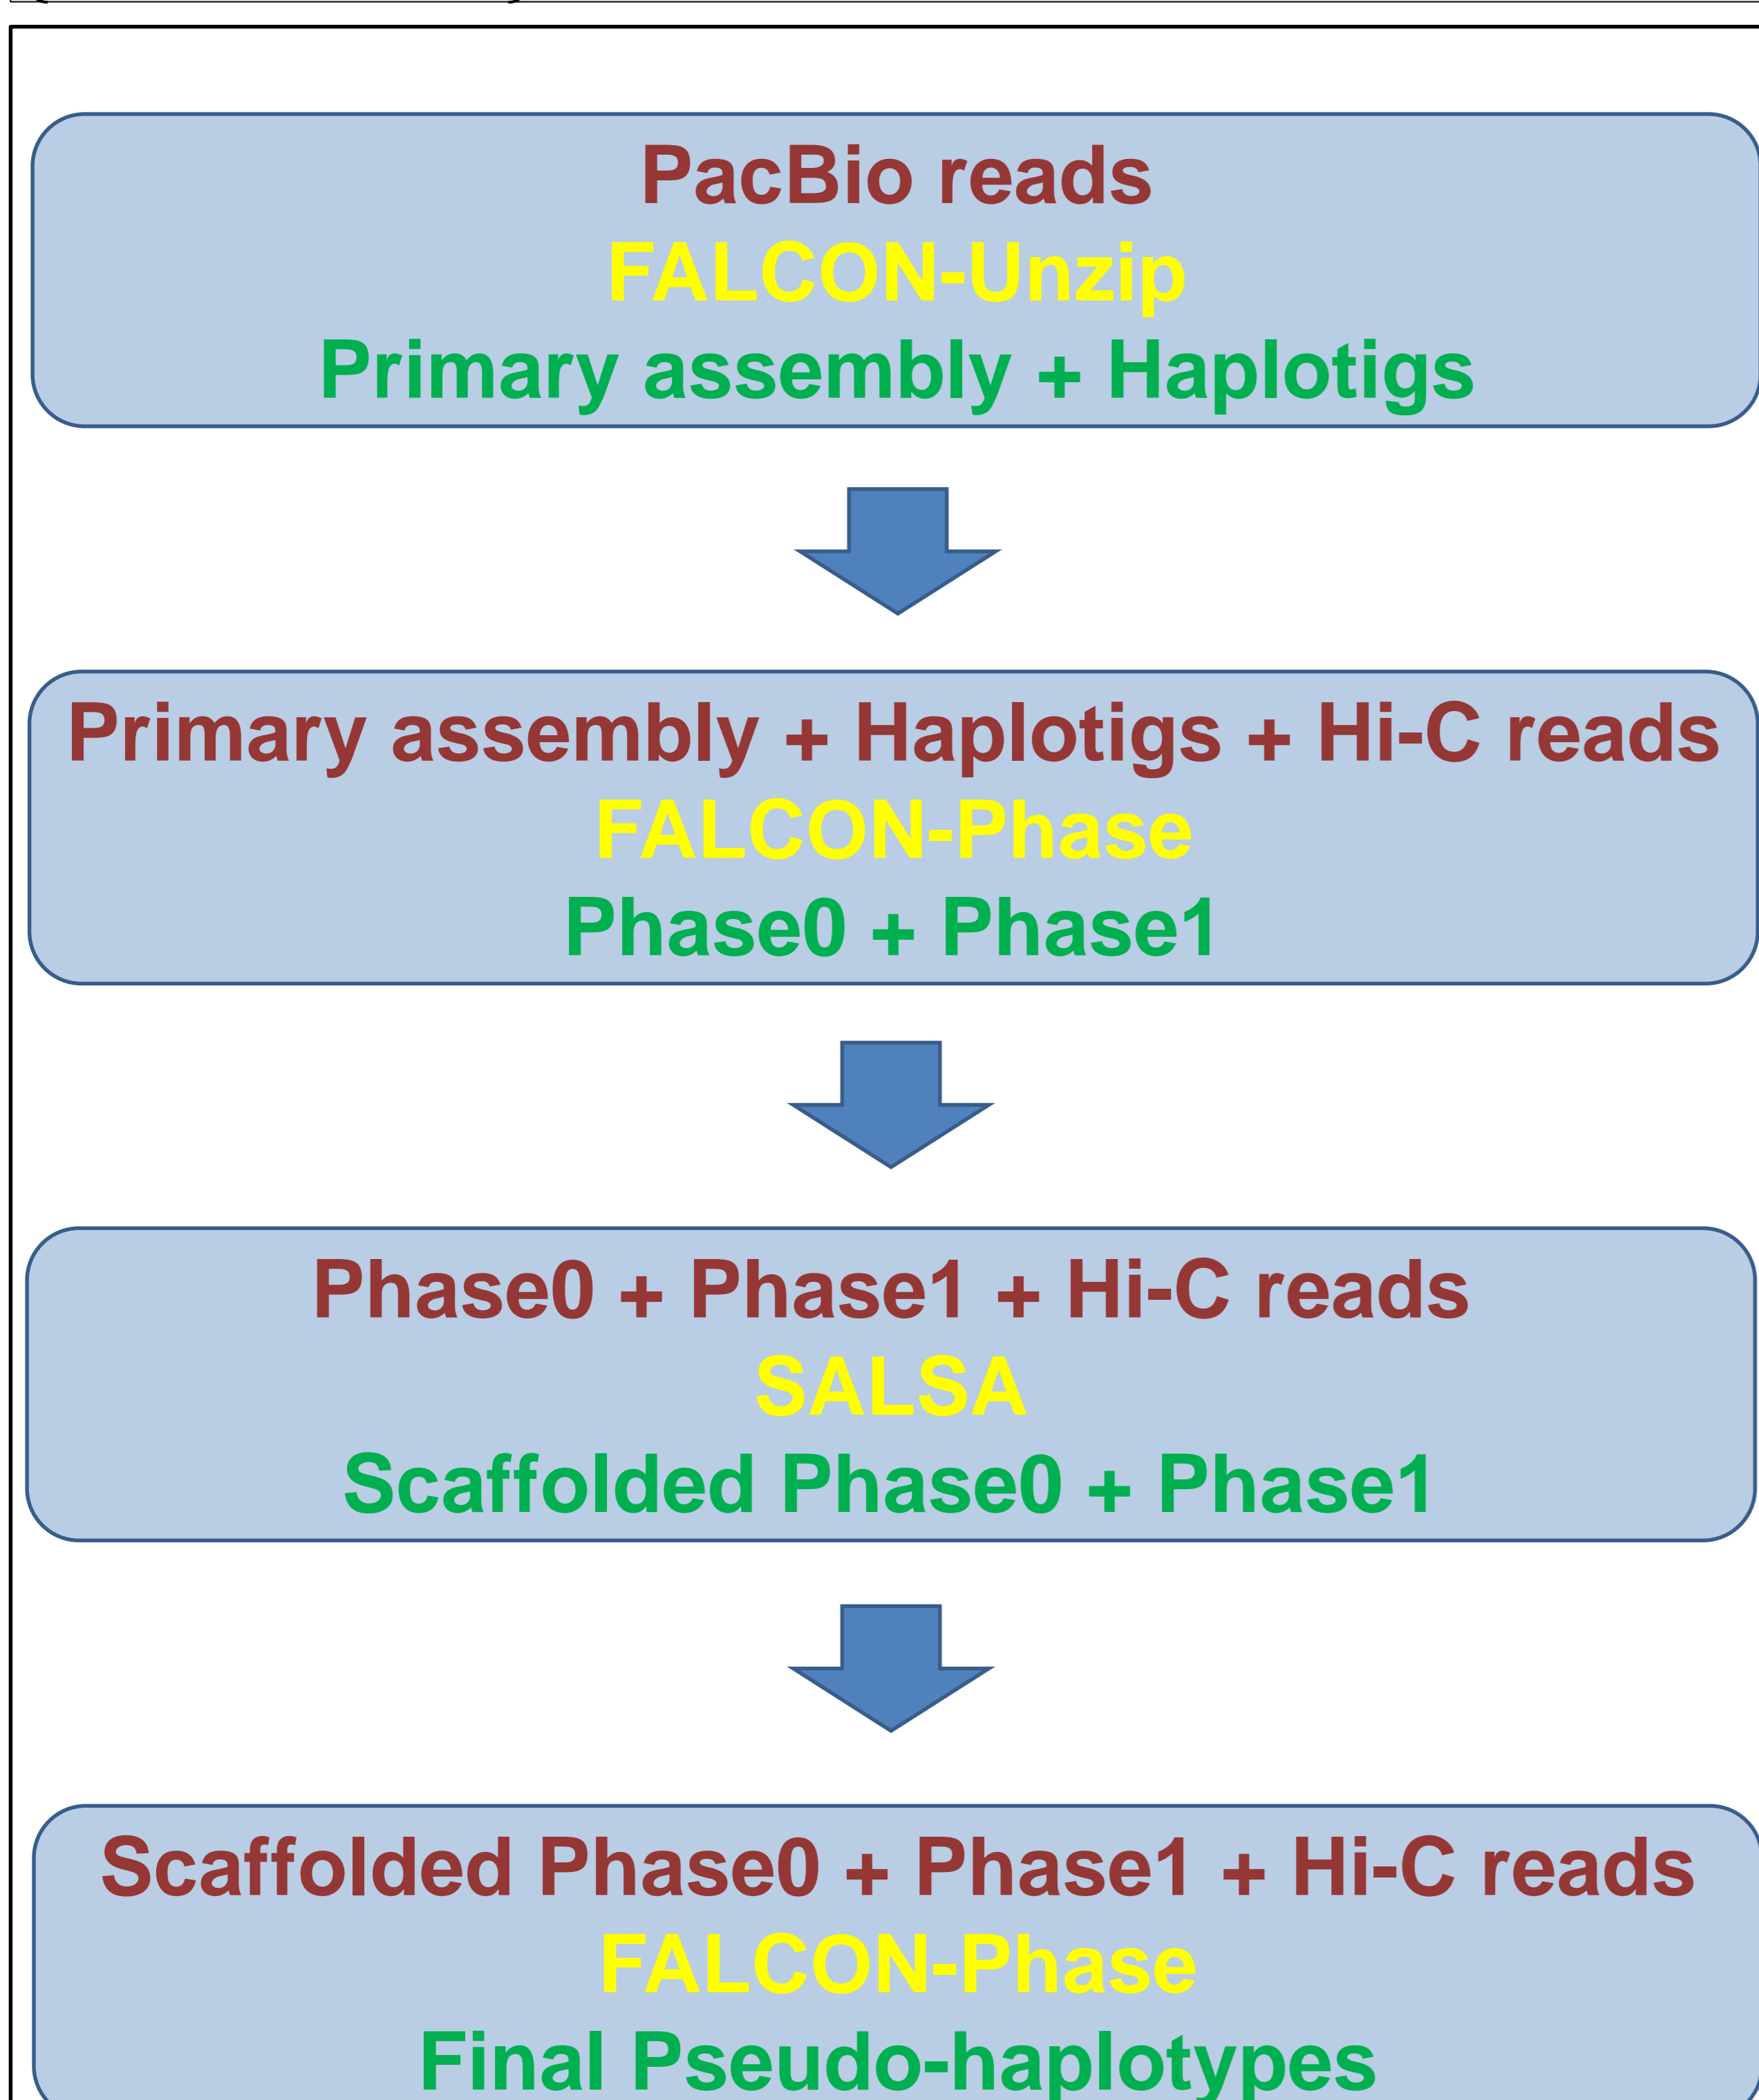 PacBio reads
FALCON-Unzip
Primary assembly + Haplotigs
Primary assembly + Haplotigs + Hi-C reads
FALCON-Phase
Phase0 + Phase1
Phase0 + Phase1 + Hi-C reads
SALSA
Scaffolded Phase0 + Phase1
Scaffolded Phase0 + Phase1 + Hi-C reads
FALCON-Phase
Final Pseudo-haplotypes